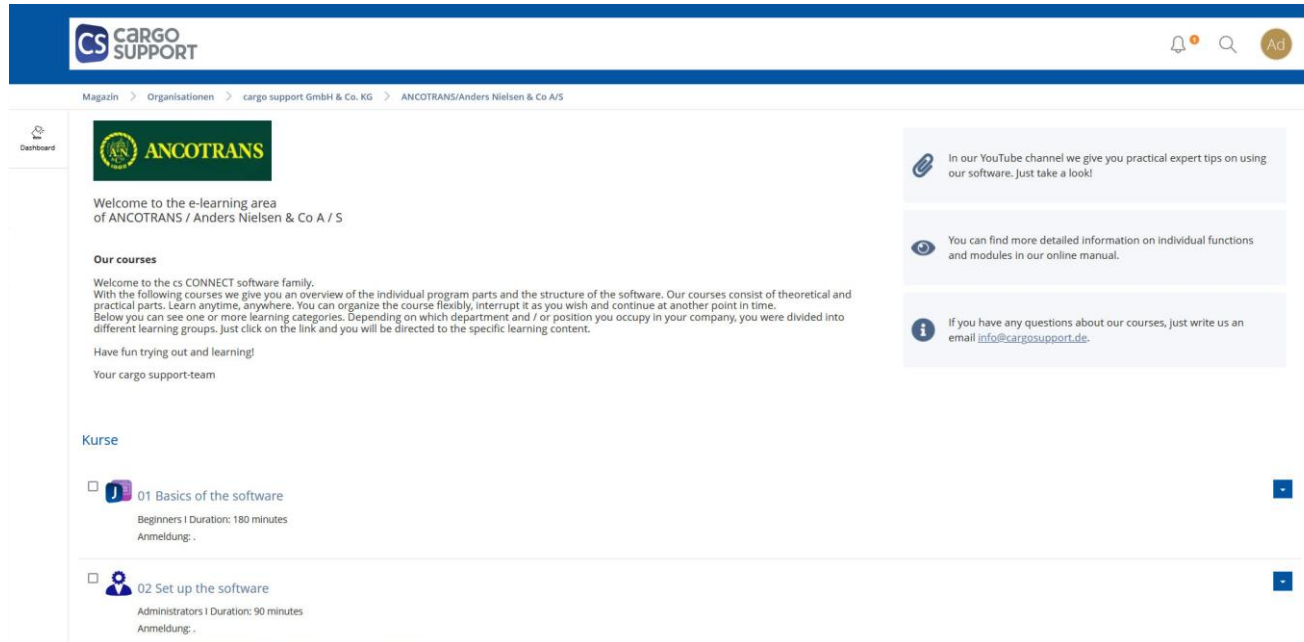 CS CARGO
SUPPORT
1
Ad
Magazin > Organisationen > cargo support GmbH & Co. KG > ANCOTRANS/Anders Nielsen & Co A/S
Dashboard
ANCOTRANS
Welcome to the e-learning area
of ANCOTRANS / Anders Nielsen & Co A / S
Our courses
Welcome to the cs CONNECT software family.
With the following courses we give you an overview of the individual program parts and the structure of the software. Our courses consist of theoretical and
practical parts. Learn anytime, anywhere. You can organize the course flexibly, interrupt it as you wish and continue at another point in time.
Below you can see one or more learning categories. Depending on which department and / or position you occupy in your company, you were divided into
different learning groups. Just click on the link and you will be directed to the specific learning content.
Have fun trying out and learning!
Your cargo support-team
In our YouTube channel we give you practical expert tips on using
our software. Just take a look!
You can find more detailed information on individual functions
and modules in our online manual.
If you have any questions about our courses, just write us an
email info@cargosupport.de.
Kurse
01 Basics of the software
Beginners I Duration: 180 minutes
Anmeldung: .
02 Set up the software
Administrators I Duration: 90 minutes
Anmeldung: .